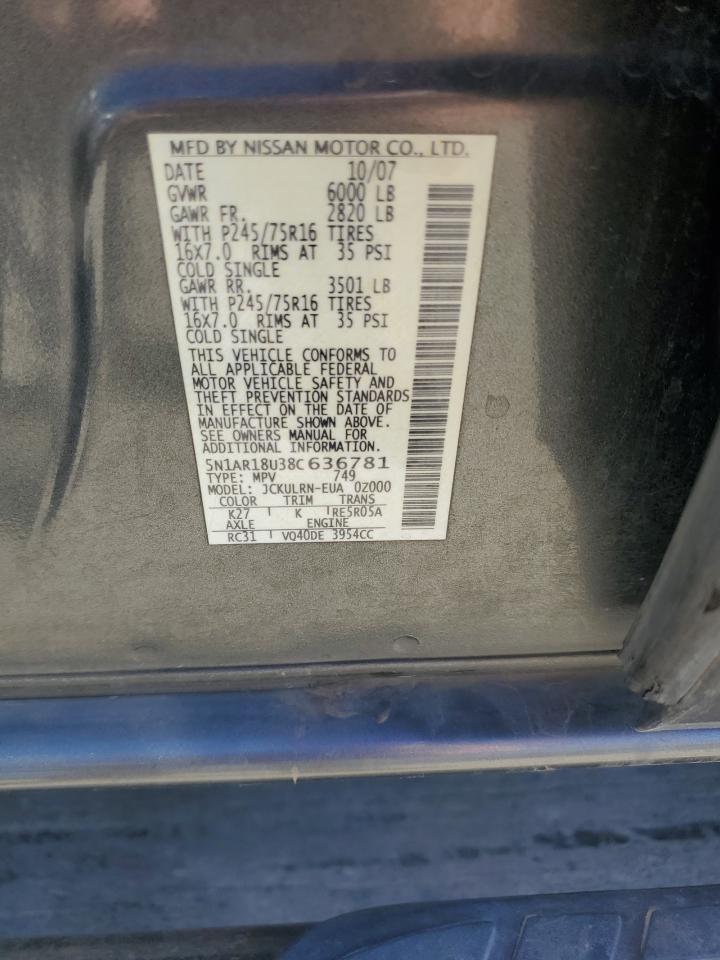 MFD BY NISSAN MOTOR CO., LTD.
DATE 10/07
GVWR 6000 LB
GAWR FR. 2820 LB
WITH P245/75R16 TIRES
16X7.0 RIMS AT 35 PSI
COLD SINGLE
GAWR RR. 3501 LB
WITH P245/75R16 TIRES
16X7.0 RIMS AT 35 PSI
COLD SINGLE
THIS VEHICLE CONFORMS TO
ALL APPLICABLE FEDERAL
MOTOR VEHICLE SAFETY AND
THEFT PREVENTION STANDARDS
IN EFFECT ON THE DATE OF
MANUFACTURE SHOWN ABOVE.
SEE OWNERS MANUAL FOR
ADDITIONAL INFORMATION.
5N1AR18U38C636781
TYPE: MPV 749
MODEL: JCKULRN-EUA 0Z000
COLOR TRIM TRANS
K27 K RE5R05A
AXLE ENGINE
RC31 VQ40DE 3954CC